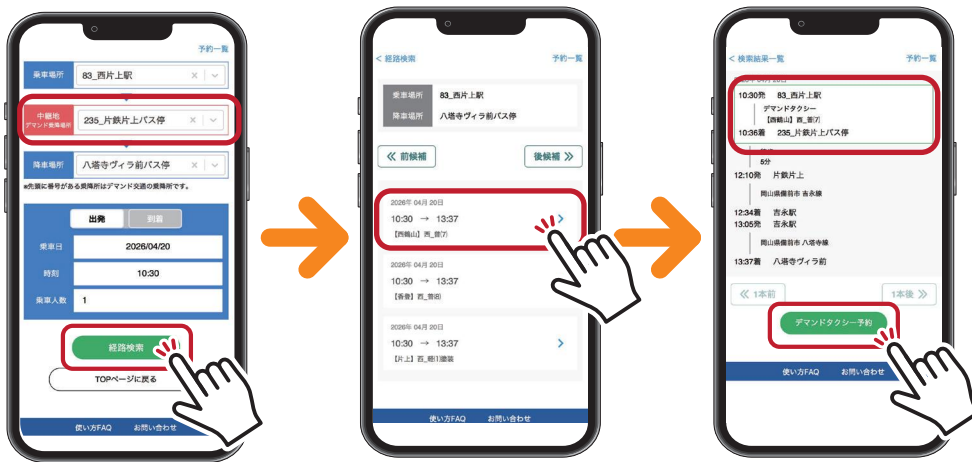 予約一覧
乗車場所 83_西片上駅
中継地
デマンド乗降場所 235_片鉄片上バス停
降車場所 八塔寺ヴィラ前バス停
※先頭に番号がある乗降所はデマンド交通の乗降所です。
出発 到着
乗車日 2026/04/20
時刻 10:30
乗車人数 1
経路検索
TOPページに戻る
使い方FAQ お問い合わせ
< 経路検索 予約一覧
乗車場所 83_西片上駅
降車場所 八塔寺ヴィラ前バス停
≪ 前候補 後候補 ≫
2026年 04月 20日
10:30 → 13:37
【西鶴山】西_曽(7)
2026年 04月 20日
10:30 → 13:37
【香登】西_曽(8)
2026年 04月 20日
10:30 → 13:37
使い方FAQ お問い合わせ
< 検索結果一覧 予約一覧
2026年 04月 20日
10:30発 83_西片上駅
デマンドタクシー
【西鶴山】西_曽(7)
10:36着 235_片鉄片上バス停
5分
12:10発 片鉄片上
岡山県備前市 吉永線
12:34着 吉永駅
13:05発 吉永駅
岡山県備前市 八塔寺線
13:37着 八塔寺ヴィラ前
≪ 1本前 1本後 ≫
デマンドタクシー予約
使い方FAQ お問い合わせ